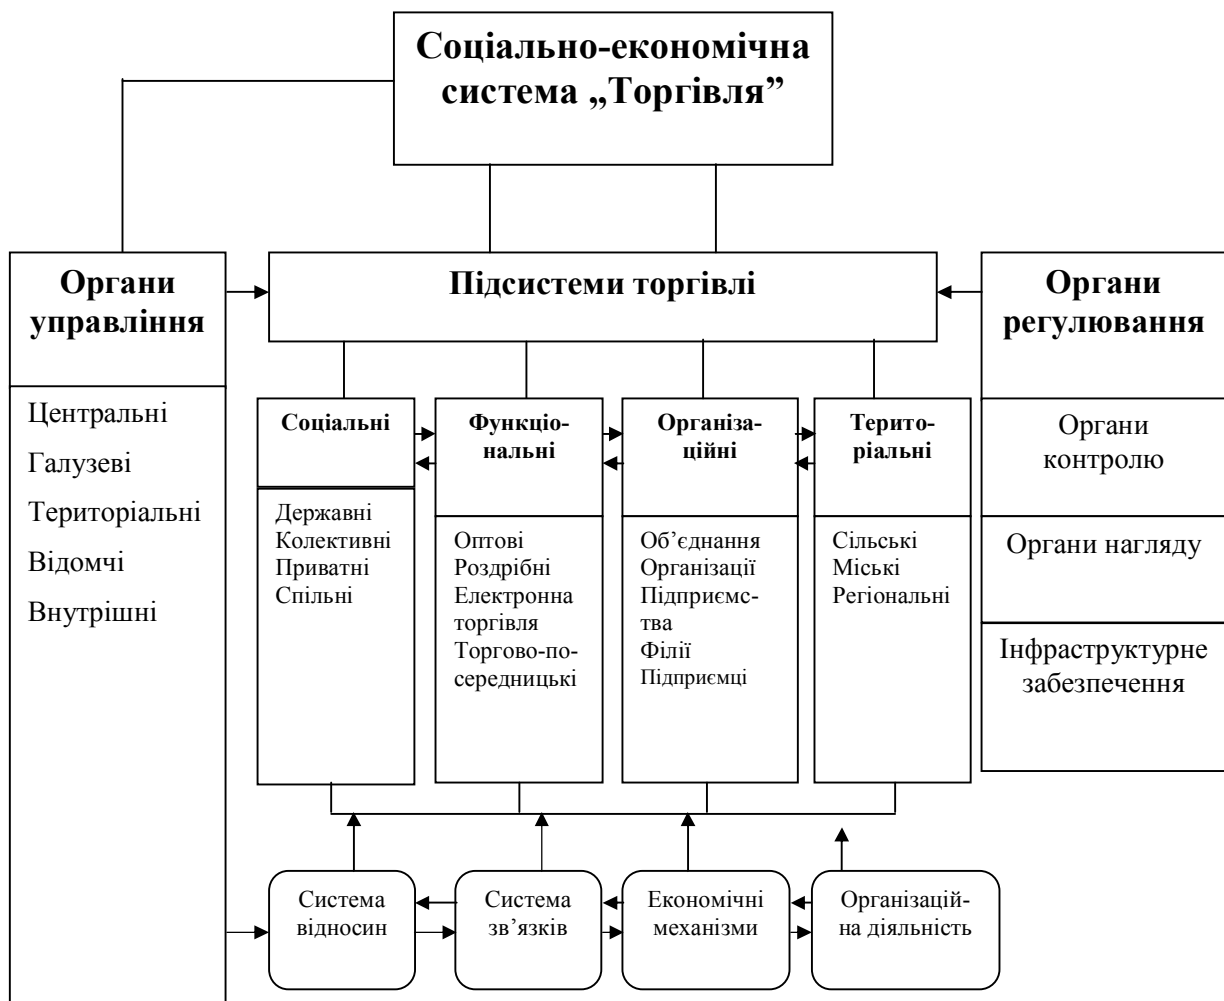 Соціально-економічна
система „Торгівля”
Органи
управління
Підсистеми торгівлі
Органи
регулювання
Центральні
Галузеві
Територіальні
Відомчі
Внутрішні
Соціальні
Державні
Колективні
Приватні
Спільні
Функціо-
нальні
Оптові
Роздрібні
Електронна
торгівля
Торгово-по-
середницькі
Організа-
ційні
Об’єднання
Організації
Підприємс-
тва
Філії
Підприємці
Терито-
ріальні
Сільські
Міські
Регіональні
Органи
контролю
Органи нагляду
Інфраструктурне
забезпечення
Система
відносин
Система
зв’язків
Економічні
механізми
Організацій-
на діяльність